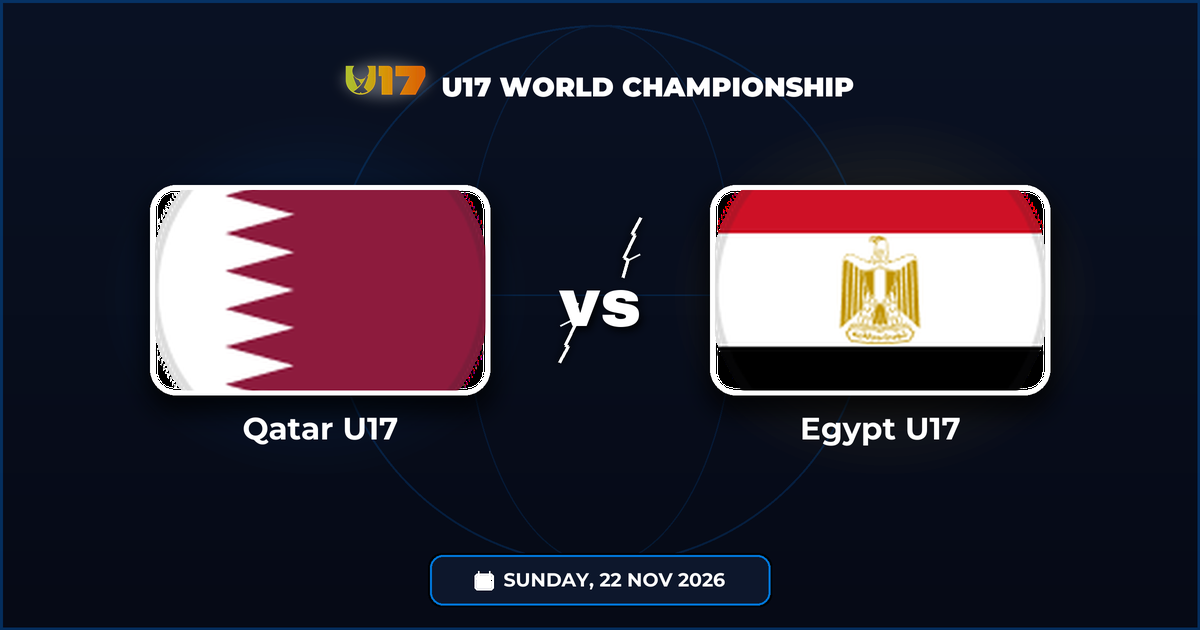 U17 U17 WORLD CHAMPIONSHIP
VS
Qatar U17
Egypt U17
SUNDAY, 22 NOV 2026